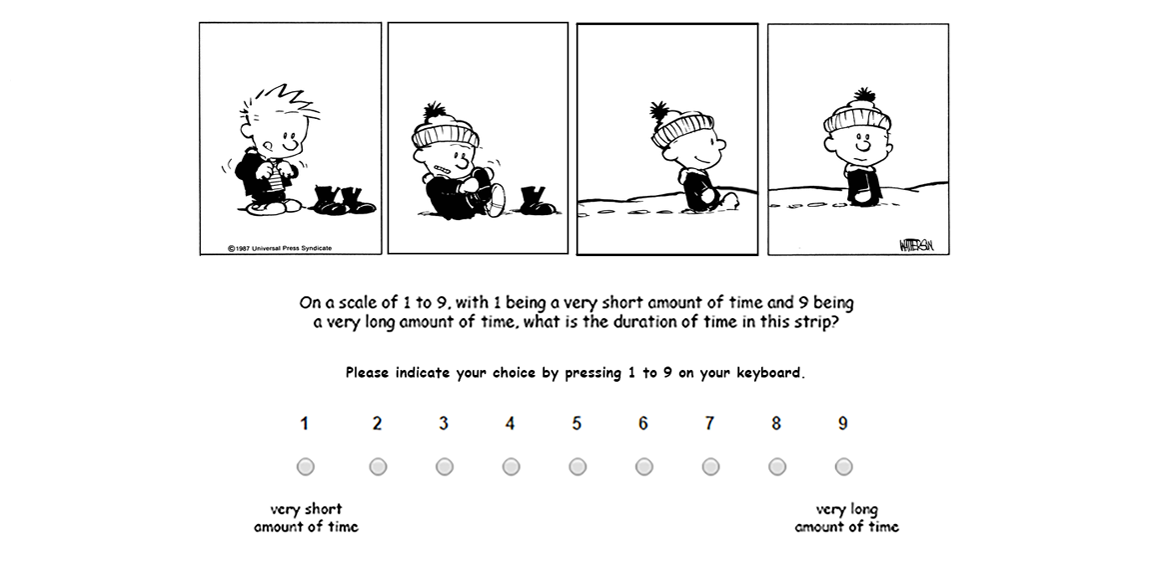 ©1987 Universal Press Syndicate
WATTERSON
On a scale of 1 to 9, with 1 being a very short amount of time and 9 being
a very long amount of time, what is the duration of time in this strip?
Please indicate your choice by pressing 1 to 9 on your keyboard.
1 2 3 4 5 6 7 8 9
very short very long
amount of time amount of time